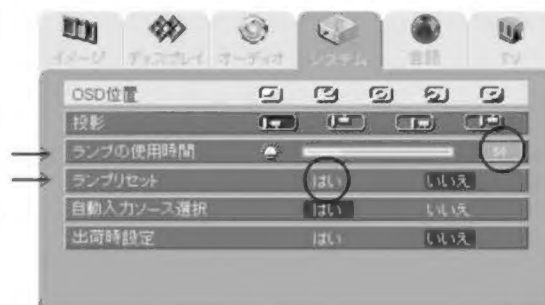 イメージ ディスプレイ オーディオ システム 言語 TV
OSD位置
投影
ランプの使用時間
ランプリセット はい いいえ
自動入力ソース選択 はい いいえ
出荷時設定 はい いいえ